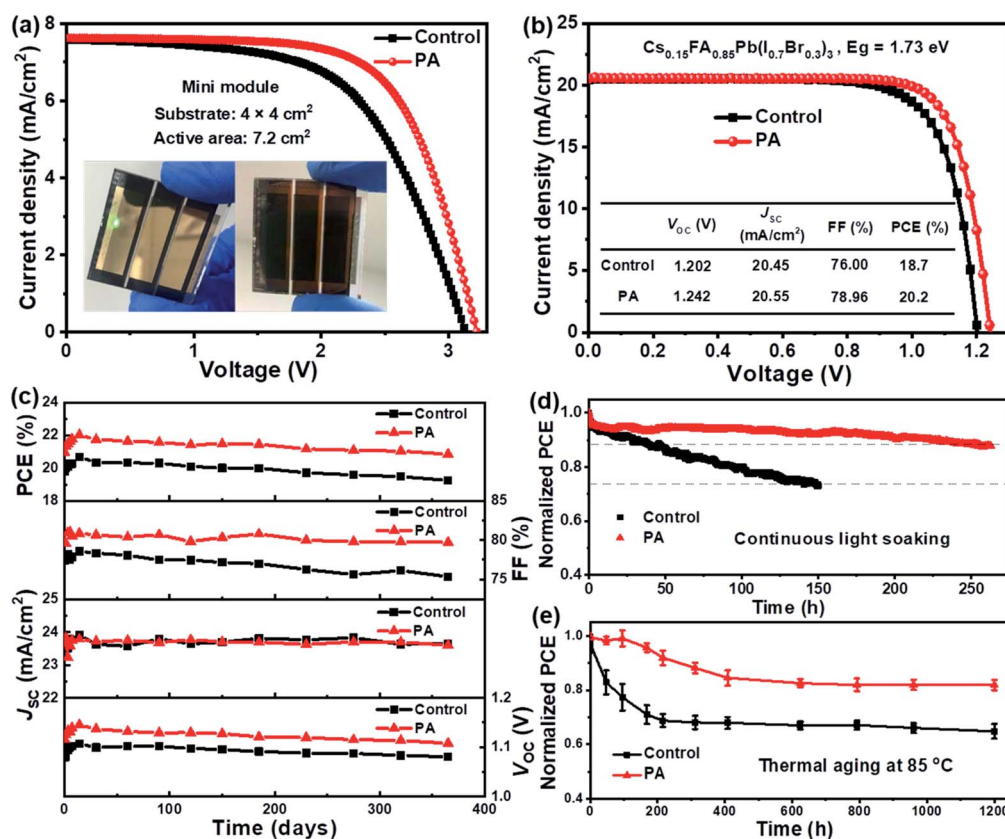 (a)
Control
PA
Mini module
Substrate: 4 × 4 cm²
Active area: 7.2 cm²
Current density (mA/cm²)
8
6
4
2
0
0
1
2
3
Voltage (V)
(b)
Cs₀.₁₅FA₀.₈₅Pb(I₀.₇Br₀.₃)₃ , Eg = 1.73 eV
Control
PA
V_OC (V) J_SC (mA/cm²) FF (%) PCE (%)
Control 1.202 20.45 76.00 18.7
PA 1.242 20.55 78.96 20.2
Current density (mA/cm²)
25
20
15
10
5
0
0.0 0.2 0.4 0.6 0.8 1.0 1.2
Voltage (V)
(c)
PCE (%)
24
22
20
18
Control
PA
FF (%)
85
80
75
Control
PA
J_SC (mA/cm²)
25
24
23
22
Control
PA
V_OC (V)
1.2
1.1
1.0
Control
PA
0 50 100 150 200 250 300 350 400
Time (days)
(d)
Normalized PCE
1.0
0.8
0.6
0.4
Control
PA
Continuous light soaking
0 50 100 150 200 250
Time (h)
(e)
Normalized PCE
1.0
0.8
0.6
0.4
Control
PA
Thermal aging at 85 °C
0 200 400 600 800 1000 1200
Time (h)